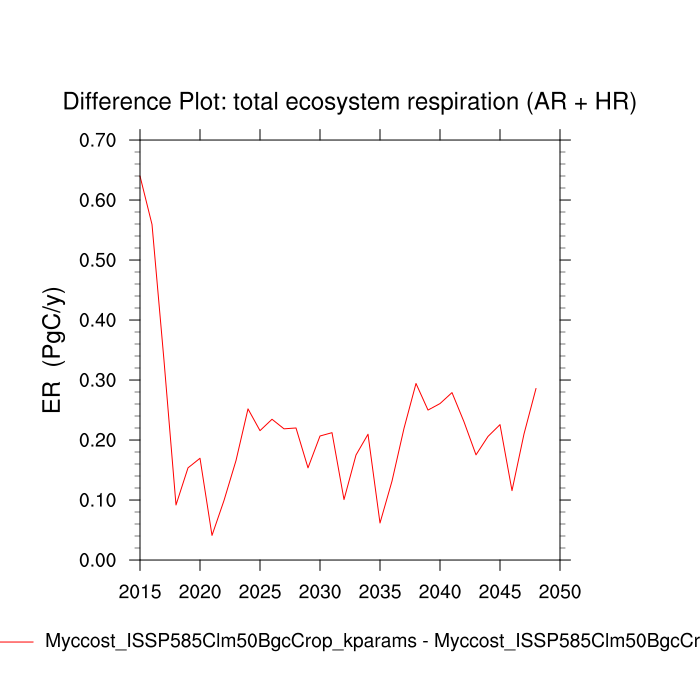 Difference Plot: total ecosystem respiration (AR + HR)
0.70
0.60
0.50
0.40
0.30
0.20
0.10
0.00
ER (PgC/y)
2015 2020 2025 2030 2035 2040 2045 2050
Myccost_ISSP585Clm50BgcCrop_kparams - Myccost_ISSP585Clm50BgcCr